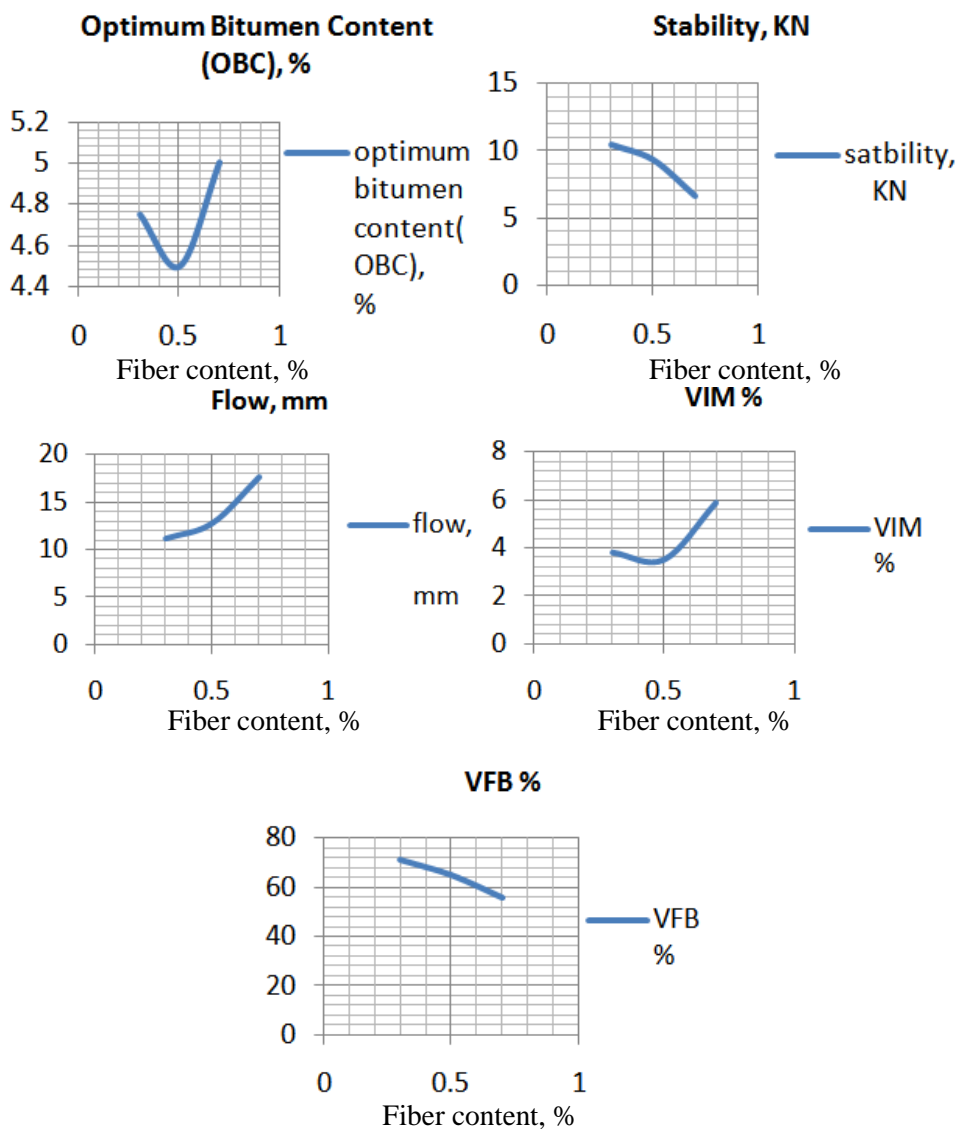 Optimum Bitumen Content
(OBC), %
5.2
5
4.8
4.6
4.4
0 0.5 1
Fiber content, %
optimum
bitumen
content(
OBC),
%
Stability, KN
15
10
5
0
0 0.5 1
Fiber content, %
satbility,
KN
Flow, mm
20
15
10
5
0
0 0.5 1
Fiber content, %
flow,
mm
VIM %
8
6
4
2
0
0 0.5 1
Fiber content, %
VIM
%
VFB %
80
60
40
20
0
0 0.5 1
Fiber content, %
VFB
%